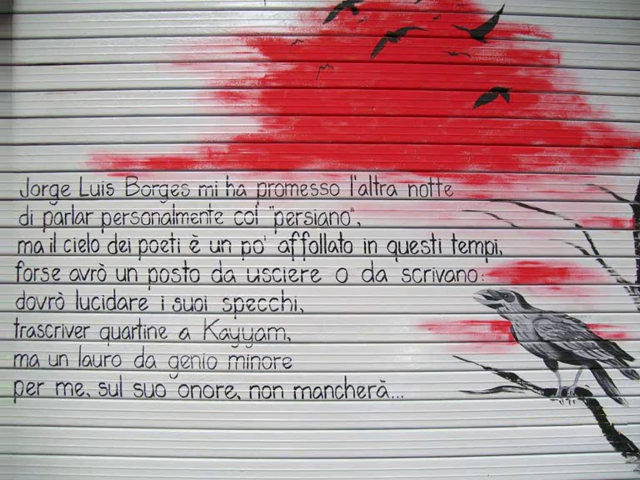 Jorge Luis Borges mi ha promesso l'altra notte
di parlar personalmente col "persiano",
ma il cielo dei poeti è un po' affollato in questi tempi,
forse avrò un posto da usciere o da scrivano:
dovrò lucidare i suoi specchi,
trascriver quartine a Kayyam,
ma un lauro da genio minore
per me, sul suo onore, non mancherà...